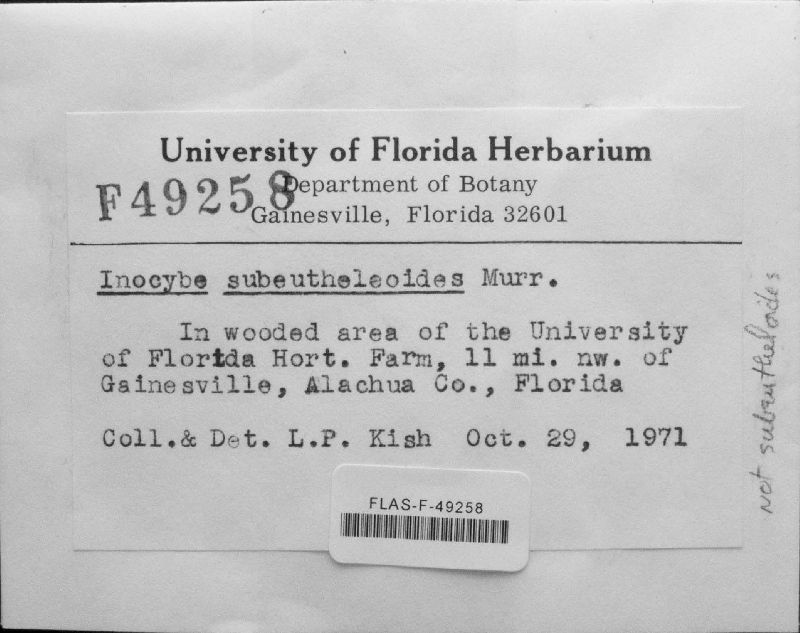 University of Florida Herbarium
F49258
Department of Botany
Gainesville, Florida 32601
Inocybe subeutheleoides Murr.
In wooded area of the University
of Florida Hort. Farm, 11 mi. nw. of
Gainesville, Alachua Co., Florida
Coll.& Det. L.P. Kish Oct. 29, 1971
FLAS-F-49258
not subeutheloides